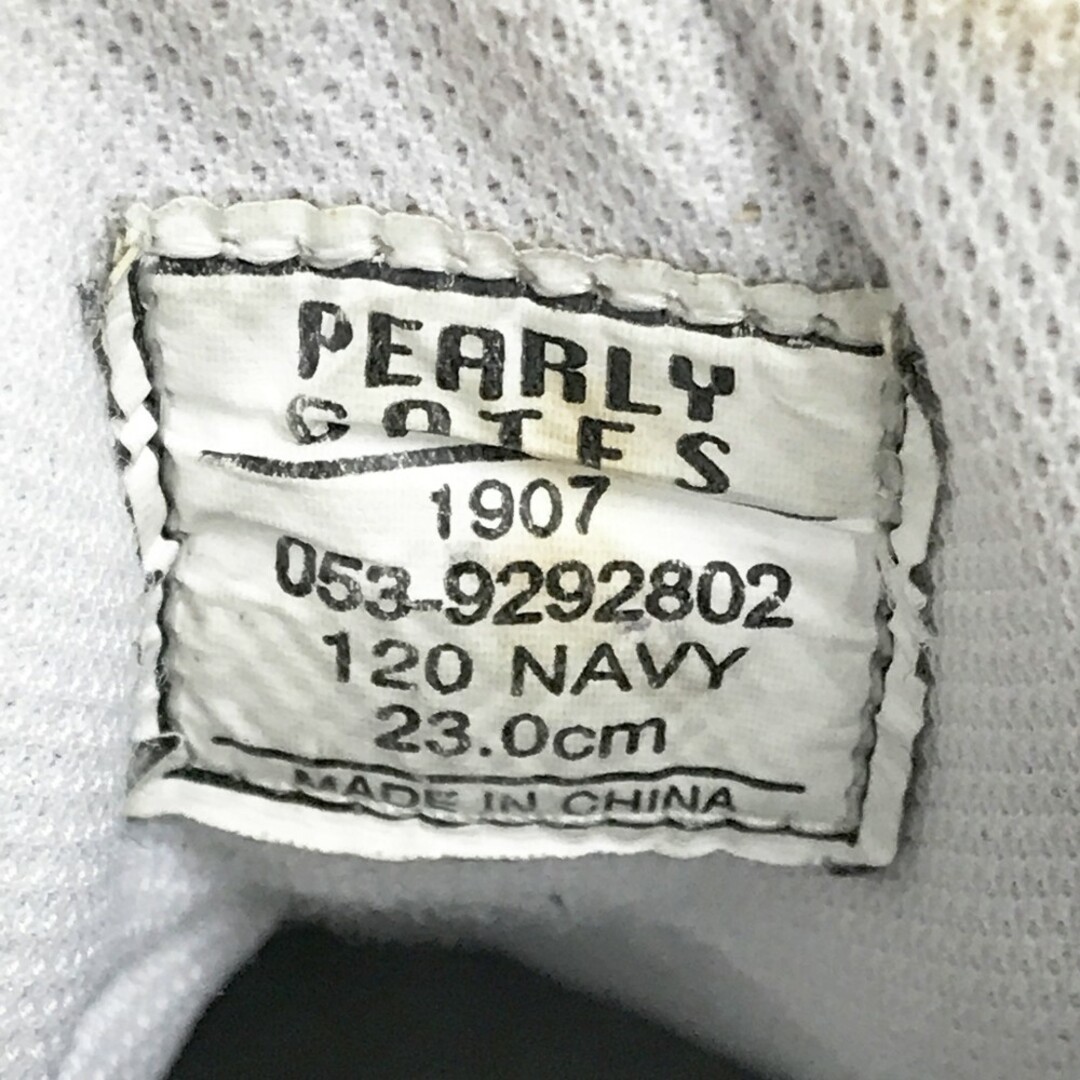 PEARLY
GATES
1907
053-9292802
120 NAVY
23.0cm
MADE IN CHINA